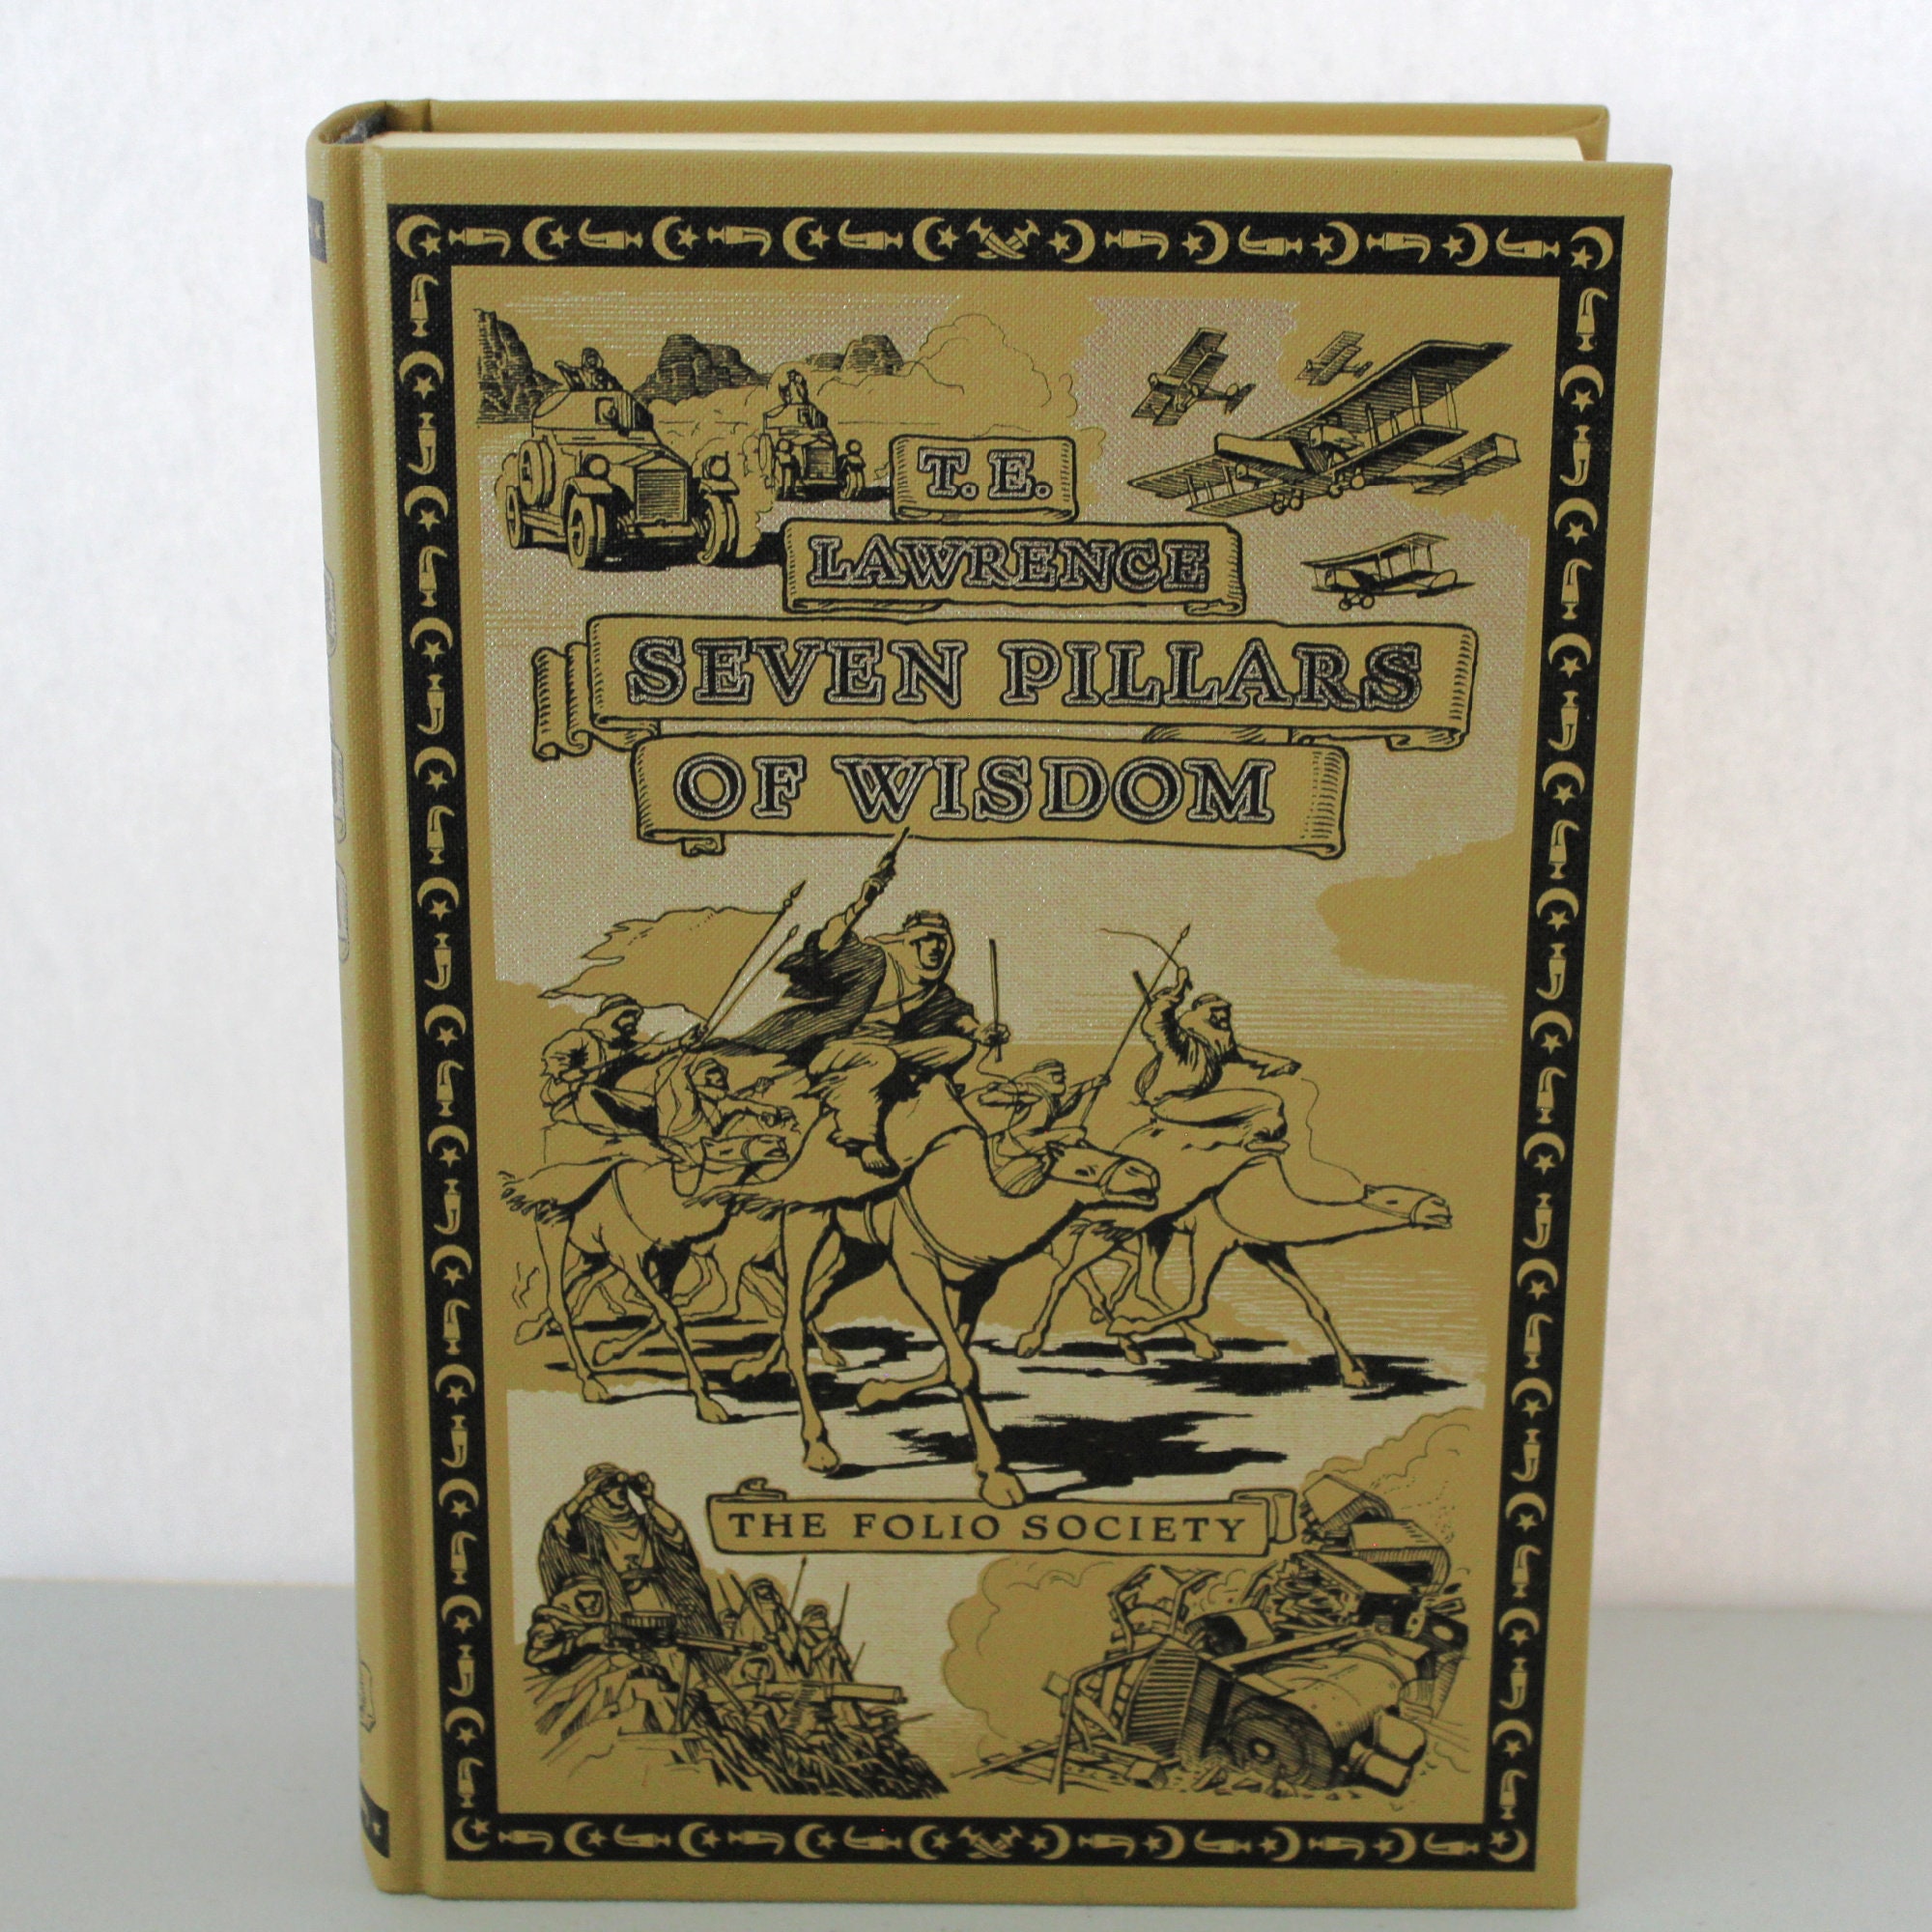 T. E.
LAWRENCE
SEVEN PILLARS
OF WISDOM
THE FOLIO SOCIETY